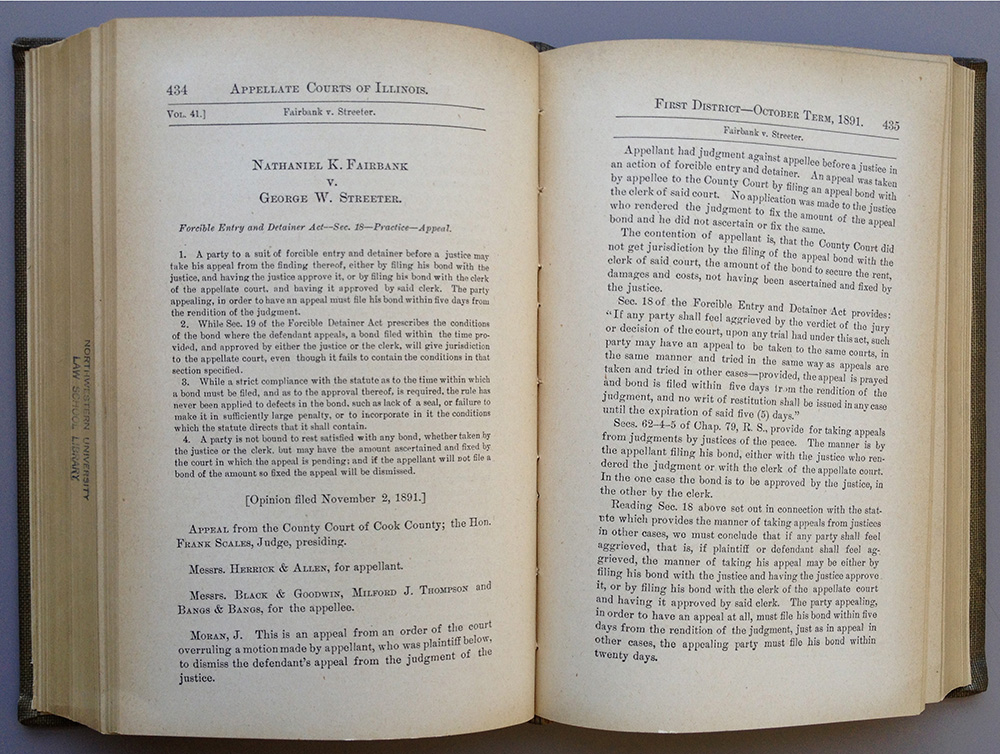 434 APPELLATE COURTS OF ILLINOIS.
VOL. 41.] Fairbank v. Streeter.
NATHANIEL K. FAIRBANK
V.
GEORGE W. STREETER.
Forcible Entry and Detainer Act—Sec. 18—Practice—Appeal.
1. A party to a suit of forcible entry and detainer before a justice may
take his appeal from the finding thereof, either by filing his bond with the
justice, and having the justice approve it, or by filing his bond with the clerk
of the appellate court, and having it approved by said clerk. The party
appealing, in order to have an appeal must file his bond within five days from
the rendition of the judgment.
2. While Sec. 19 of the Forcible Detainer Act prescribes the conditions
of the bond where the defendant appeals, a bond filed within the time pro-
vided, and approved by either the justice or the clerk, will give jurisdiction
to the appellate court, even though it fails to contain the conditions in that
section specified.
3. While a strict compliance with the statute as to the time within which
a bond must be filed, and as to the approval thereof, is required, the rule has
never been applied to defects in the bond, such as lack of a seal, or failure to
make it in sufficiently large penalty, or to incorporate in it the conditions
which the statute directs that it shall contain.
4. A party is not bound to rest satisfied with any bond, whether taken by
the justice or the clerk, but may have the amount ascertained and fixed by
the court in which the appeal is pending; and if the appellant will not file a
bond of the amount so fixed the appeal will be dismissed.
[Opinion filed November 2, 1891.]
APPEAL from the County Court of Cook County; the Hon.
FRANK SCALES, Judge, presiding.
Messrs. HERRICK & ALLEN, for appellant.
Messrs. BLACK & GOODWIN, MILFORD J. THOMPSON and
BANGS & BANGS, for the appellee.
MORAN, J. This is an appeal from an order of the court
overruling a motion made by appellant, who was plaintiff below,
to dismiss the defendant's appeal from the judgment of the
justice.
NORTHWESTERN UNIVERSITY
LAW SCHOOL LIBRARY
FIRST DISTRICT—OCTOBER TERM, 1891. 435
Fairbank v. Streeter.
Appellant had judgment against appellee before a justice in
an action of forcible entry and detainer. An appeal was taken
by appellee to the County Court by filing an appeal bond with
the clerk of said court. No application was made to the justice
who rendered the judgment to fix the amount of the appeal
bond and he did not ascertain or fix the same.
The contention of appellant is, that the County Court did
not get jurisdiction by the filing of the appeal bond with the
clerk of said court, the amount of the bond to secure the rent,
damages and costs, not having been ascertained and fixed by
the justice.
Sec. 18 of the Forcible Entry and Detainer Act provides:
"If any party shall feel aggrieved by the verdict of the jury
or decision of the court, upon any trial had under this act, such
party may have an appeal to be taken to the same courts, in
the same manner and tried in the same way as appeals are
taken and tried in other cases—provided, the appeal is prayed
and bond is filed within five days from the rendition of the
judgment, and no writ of restitution shall be issued in any case
until the expiration of said five (5) days."
Secs. 62-4-5 of Chap. 79, R. S., provide for taking appeals
from judgments by justices of the peace. The manner is by
the appellant filing his bond, either with the justice who ren-
dered the judgment or with the clerk of the appellate court.
In the one case the bond is to be approved by the justice, in
the other by the clerk.
Reading Sec. 18 above set out in connection with the stat-
ute which provides the manner of taking appeals from justices
in other cases, we must conclude that if any party shall feel
aggrieved, that is, if plaintiff or defendant shall feel ag-
grieved, the manner of taking his appeal may be either by
filing his bond with the justice and having the justice approve
it, or by filing his bond with the clerk of the appellate court
and having it approved by said clerk. The party appealing,
in order to have an appeal at all, must file his bond within five
days from the rendition of the judgment, just as in appeal in
other cases, the appealing party must file his bond within
twenty days.